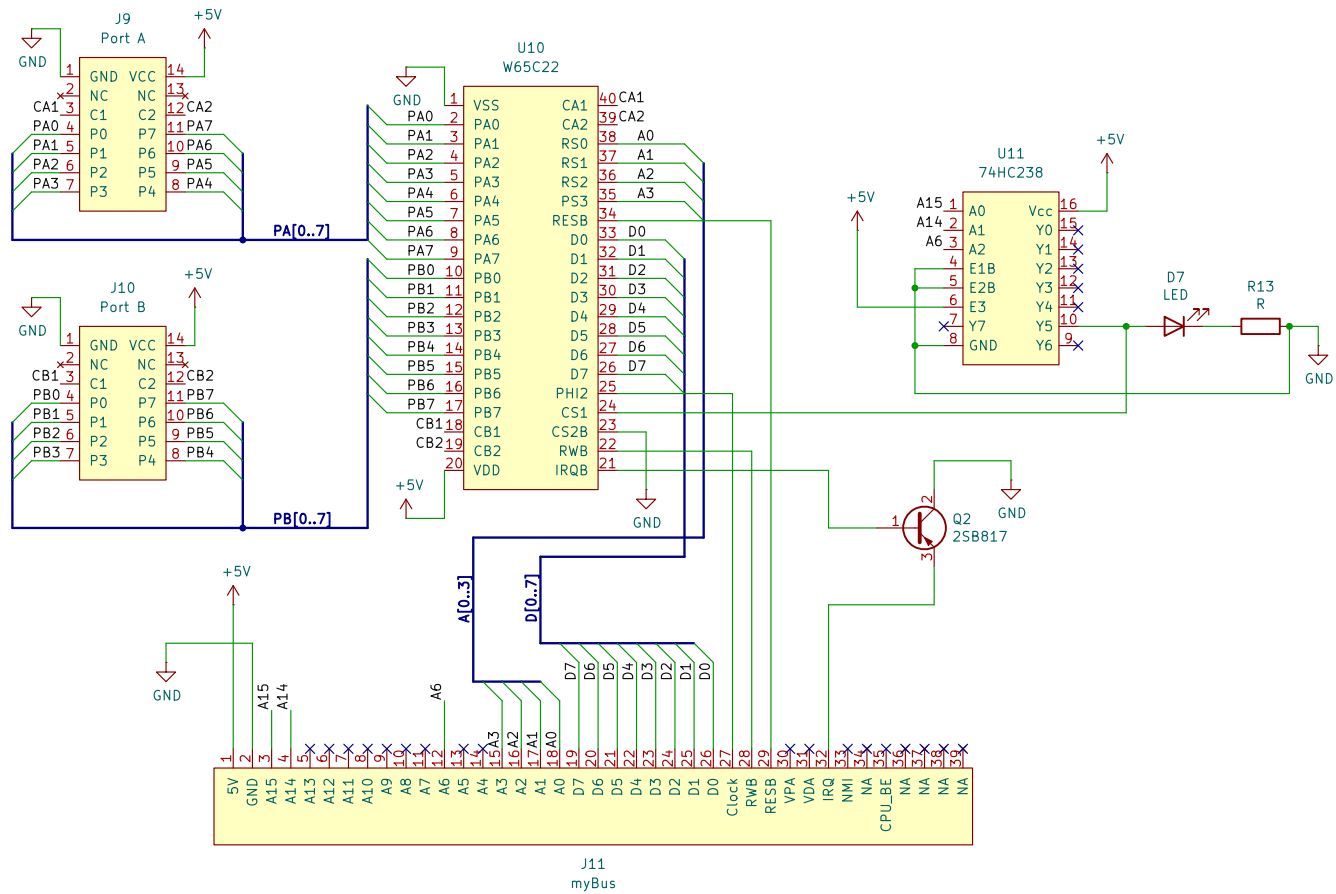 J9
Port A
+5V
GND
1 GND VCC 14
2 NC NC 13
CA1 3 C1 C2 12 CA2
PA0 4 P0 P7 11 PA7
PA1 5 P1 P6 10 PA6
PA2 6 P2 P5 9 PA5
PA3 7 P3 P4 8 PA4
PA[0..7]
J10
Port B
+5V
GND
1 GND VCC 14
2 NC NC 13
CB1 3 C1 C2 12 CB2
PB0 4 P0 P7 11 PB7
PB1 5 P1 P6 10 PB6
PB2 6 P2 P5 9 PB5
PB3 7 P3 P4 8 PB4
PB[0..7]
U10
W65C22
GND
1 VSS CA1 40 CA1
PA0 2 PA0 CA2 39 CA2
PA1 3 PA1 RS0 38 A0
PA2 4 PA2 RS1 37 A1
PA3 5 PA3 RS2 36 A2
PA4 6 PA4 PS3 35 A3
PA5 7 PA5 RESB 34
PA6 8 PA6 D0 33 D0
PA7 9 PA7 D1 32 D1
PB0 10 PB0 D2 31 D2
PB1 11 PB1 D3 30 D3
PB2 12 PB2 D4 29 D4
PB3 13 PB3 D5 28 D5
PB4 14 PB4 D6 27 D6
PB5 15 PB5 D7 26 D7
PB6 16 PB6 PHI2 25
PB7 17 PB7 CS1 24
CB1 18 CB1 CS2B 23
CB2 19 CB2 RWB 22
20 VDD IRQB 21
+5V
GND
U11
74HC238
+5V
+5V
A15 1 A0 Vcc 16
A14 2 A1 Y0 15
A6 3 A2 Y1 14
4 E1B Y2 13
5 E2B Y3 12
6 E3 Y4 11
7 Y7 Y5 10
8 GND Y6 9
D7
LED
R13
R
GND
GND
2
1
3
Q2
2SB817
A[0..3]
D[0..7]
+5V
GND
A15
A14
A6
A3
A2
A1
A0
D7
D6
D5
D4
D3
D2
D1
D0
1 5V
2 GND
3 A15
4 A14
5 A13
6 A12
7 A11
8 A10
9 A9
10 A8
11 A7
12 A6
13 A5
14 A4
15 A3
16 A2
17 A1
18 A0
19 D7
20 D6
21 D5
22 D4
23 D3
24 D2
25 D1
26 D0
27 Clock
28 RWB
29 RESB
30 VPA
31 VDA
32 IRQ
33 NMI
34 NA
35 CPU_BE
36 NA
37 NA
38 NA
39 NA
J11
myBus